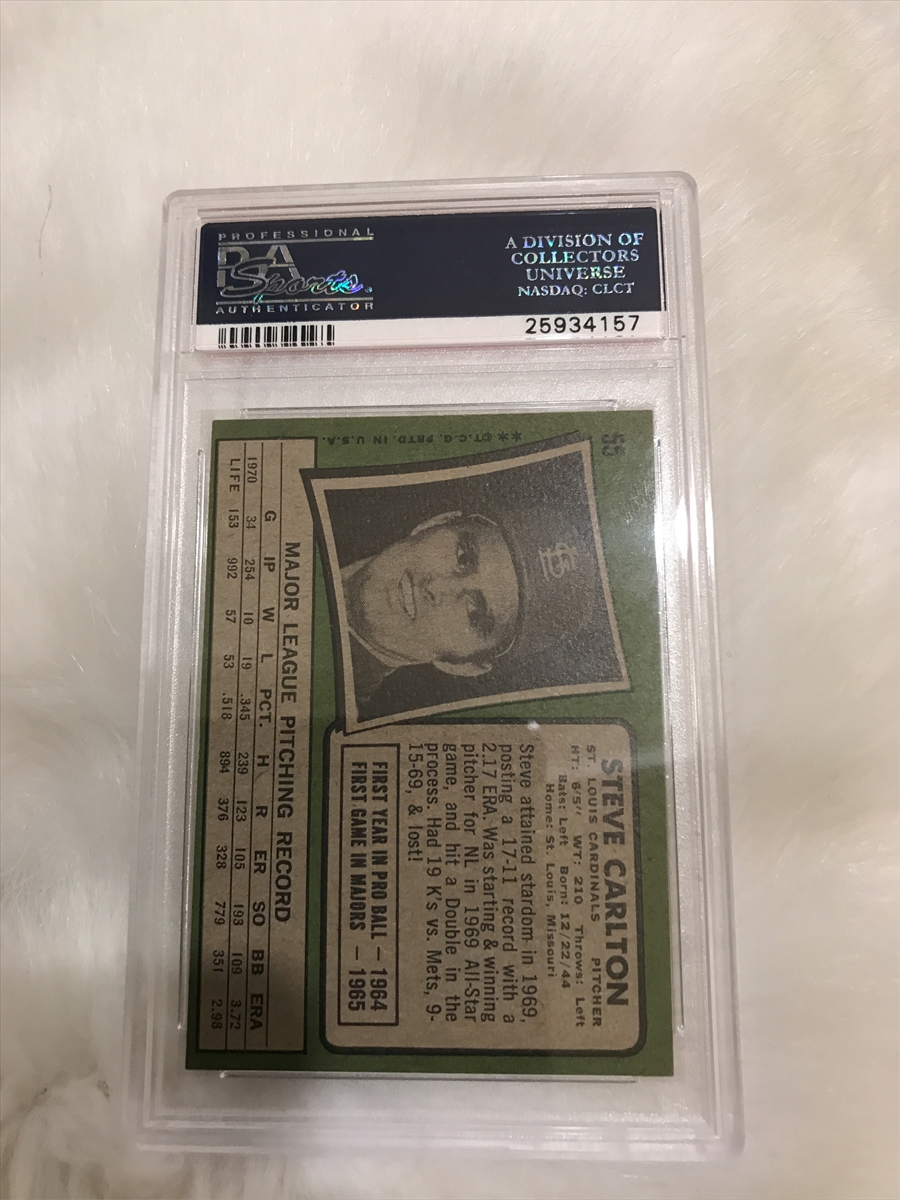 PROFESSIONAL
PSA
Sports
AUTHENTICATOR
A DIVISION OF
COLLECTORS
UNIVERSE
NASDAQ: CLCT
25934157
55
**©T.C.G. PRTD. IN U.S.A.
STL
STEVE CARLTON
ST. LOUIS CARDINALS PITCHER
HT: 6'5" WT: 210 Throws: Left
Bats: Left Born: 12/22/44
Home: St. Louis, Missouri
Steve attained stardom in 1969,
posting a 17-11 record with a
2.17 ERA. Was starting & winning
pitcher for NL in 1969 All-Star
game, and hit a Double in the
process. Had 19 K's vs. Mets, 9-
15-69, & lost!
FIRST YEAR IN PRO BALL — 1964
FIRST GAME IN MAJORS — 1965
MAJOR LEAGUE PITCHING RECORD
G IP W L PCT. H R ER SO BB ERA
1970 34 254 10 19 .345 239 123 105 193 109 3.72
LIFE 153 992 57 53 .518 894 376 328 779 351 2.98